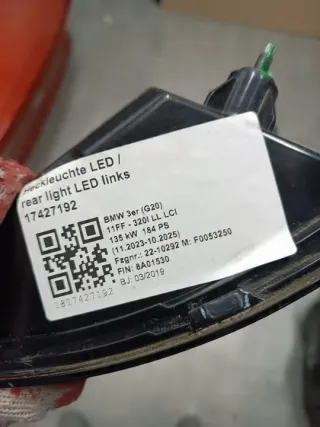 Heckleuchte LED /
rear light LED links
17427192
BMW 3er (G20)
11FF - 320i LL LCI
135 kW 184 PS
(11.2023-10.2025)
Fzgnr.: 22-10292 M: F0053250
FIN: 8A01530
BJ: 03/2019
1817427192